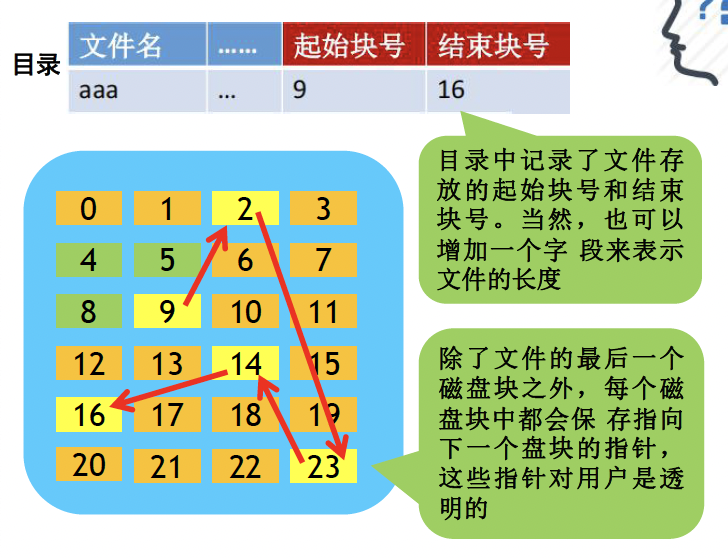 目录
文件名 …… 起始块号 结束块号
aaa … 9 16
目录中记录了文件存
放的起始块号和结束
块号。当然，也可以
增加一个字 段来表示
文件的长度
0 1 2 3
4 5 6 7
8 9 10 11
12 13 14 15
16 17 18 19
20 21 22 23
除了文件的最后一个
磁盘块之外，每个磁
盘块中都会保 存指向
下一个盘块的指针，
这些指针对用户是透
明的